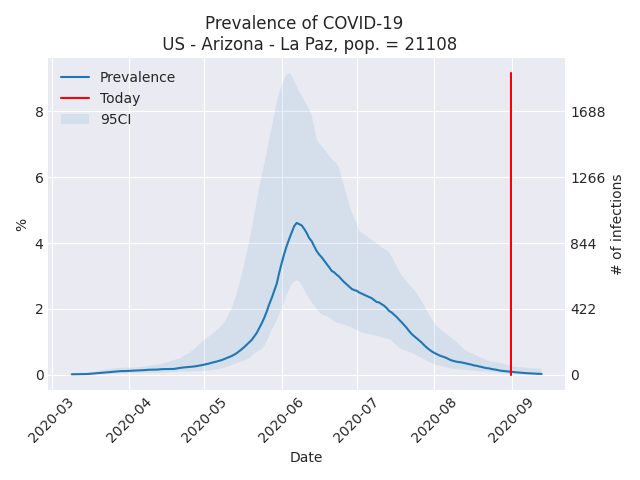 Prevalence of COVID-19
US - Arizona - La Paz, pop. = 21108
Prevalence
Today
95CI
8
6
4
2
0
%
1688
1266
844
422
0
# of infections
2020-03
2020-04
2020-05
2020-06
2020-07
2020-08
2020-09
Date